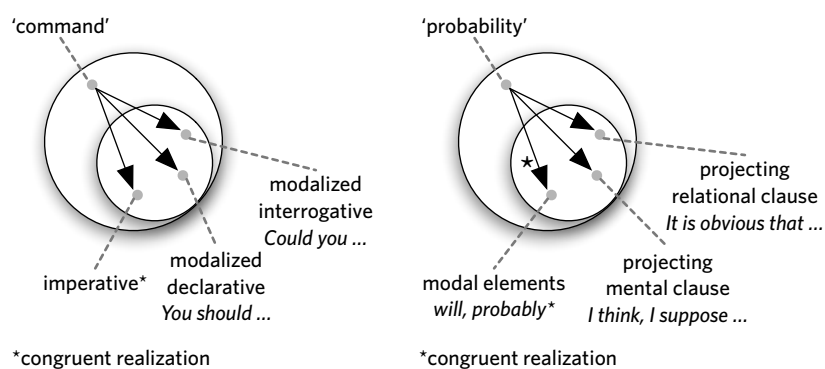 ‘command’
modalized
interrogative
Could you ...
modalized
declarative
You should ...
imperative*
*congruent realization
‘probability’
*
projecting
relational clause
It is obvious that ...
projecting
mental clause
I think, I suppose ...
modal elements
will, probably*
*congruent realization